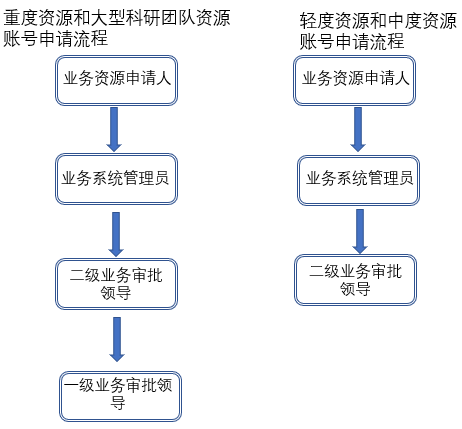 重度资源和大型科研团队资源
账号申请流程
业务资源申请人
业务系统管理员
二级业务审批
领导
一级业务审批领
导
轻度资源和中度资源
账号申请流程
业务资源申请人
业务系统管理员
二级业务审批
领导